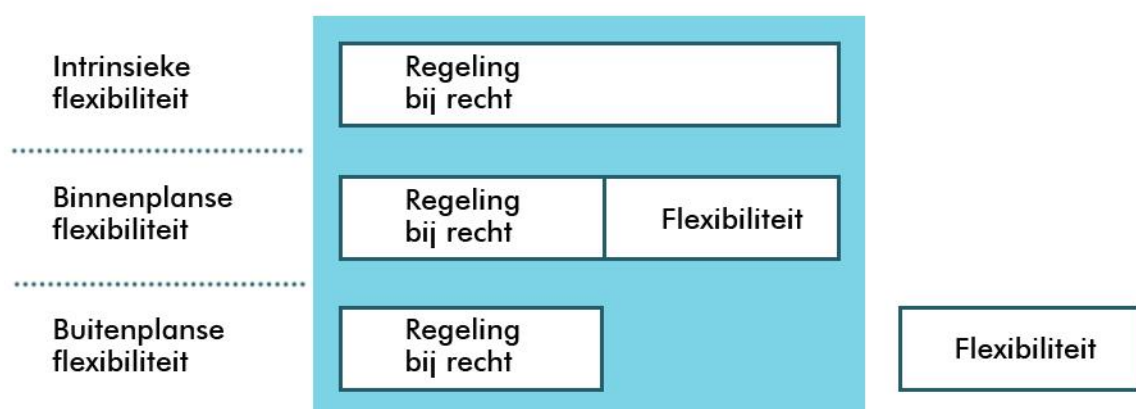 Intrinsieke
flexibiliteit
Regeling
bij recht
Binnenplanse
flexibiliteit
Regeling
bij recht
Flexibiliteit
Buitenplanse
flexibiliteit
Regeling
bij recht
Flexibiliteit